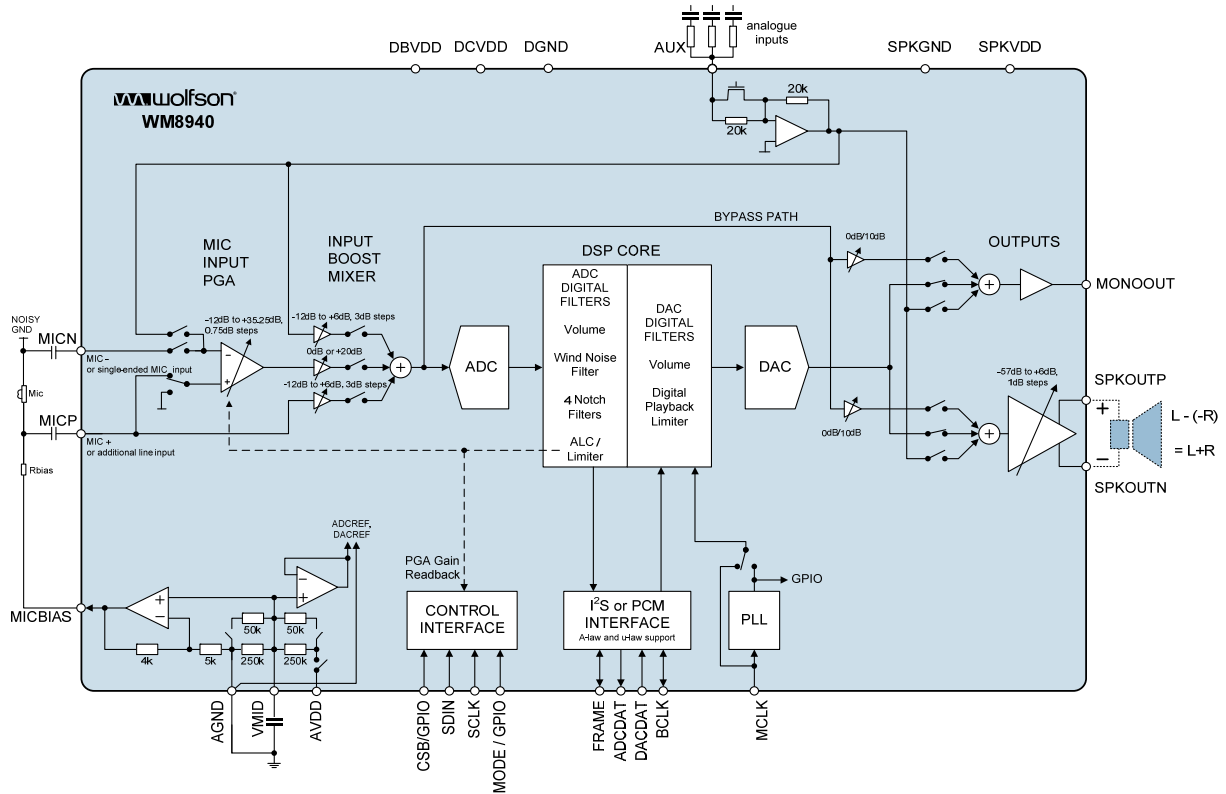 analogue
inputs
AUX
DBVDD
DCVDD
DGND
SPKGND
SPKVDD
wolfson®
WM8940
20k
20k
BYPASS PATH
MIC
INPUT
PGA
INPUT
BOOST
MIXER
DSP CORE
0dB/10dB
OUTPUTS
MONOOUT
ADC
DIGITAL
FILTERS
Volume
Wind Noise
Filter
4 Notch
Filters
ALC /
Limiter
DAC
DIGITAL
FILTERS
Volume
Digital
Playback
Limiter
NOISY
GND
MICN
–12dB to +35.25dB,
0.75dB steps
-12dB to +6dB, 3dB steps
MIC –
or single-ended MIC input
–
+
0dB or +20dB
+
ADC
DAC
+
-12dB to +6dB, 3dB steps
Mic
MICP
MIC +
or additional line input
Rbias
0dB/10dB
+
–57dB to +6dB,
1dB steps
SPKOUTP
+
–
L - (-R)
= L+R
SPKOUTN
ADCREF,
DACREF
PGA Gain
Readback
GPIO
MICBIAS
+
–
–
+
50k
50k
4k
5k
250k
250k
CONTROL
INTERFACE
I2S or PCM
INTERFACE
A-law and u-law support
PLL
AGND
VMID
AVDD
CSB/GPIO
SDIN
SCLK
MODE / GPIO
FRAME
ADCDAT
DACDAT
BCLK
MCLK